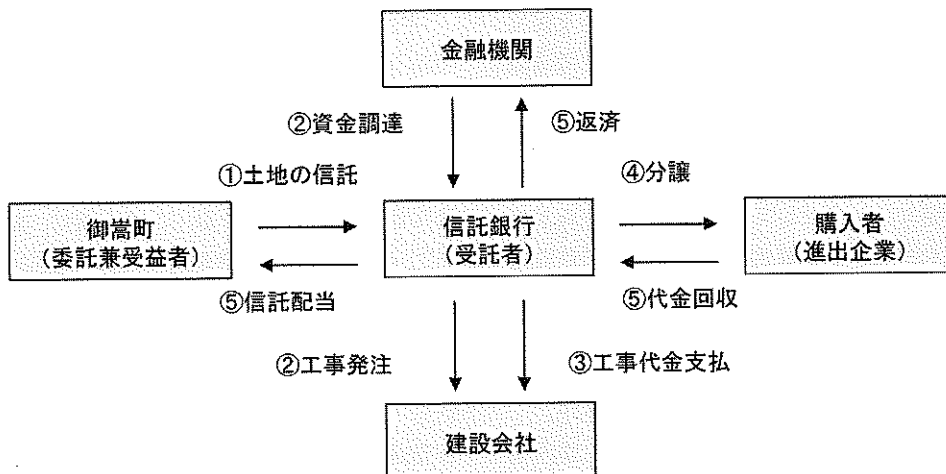 金融機関
②資金調達
⑤返済
①土地の信託
④分譲
御嵩町
(委託兼受益者)
信託銀行
(受託者)
購入者
(進出企業)
⑤信託配当
⑤代金回収
②工事発注
③工事代金支払
建設会社